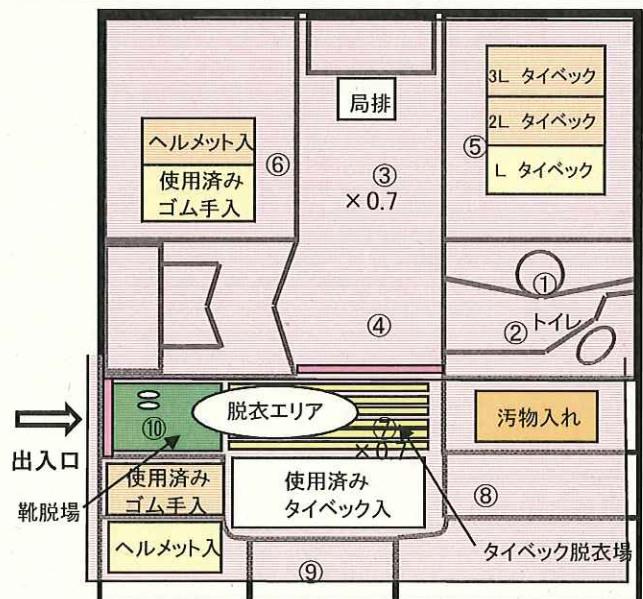 局排
3L タイベック
2L タイベック
L タイベック
⑤
ヘルメット入
使用済み
ゴム手入
⑥
③
×0.7
①
トイレ
②
④
脱衣エリア
⑩
⑦
×0.7
汚物入れ
出入口
靴脱場
使用済み
ゴム手入
使用済み
タイベック入
⑧
ヘルメット入
タイベック脱衣場
⑨